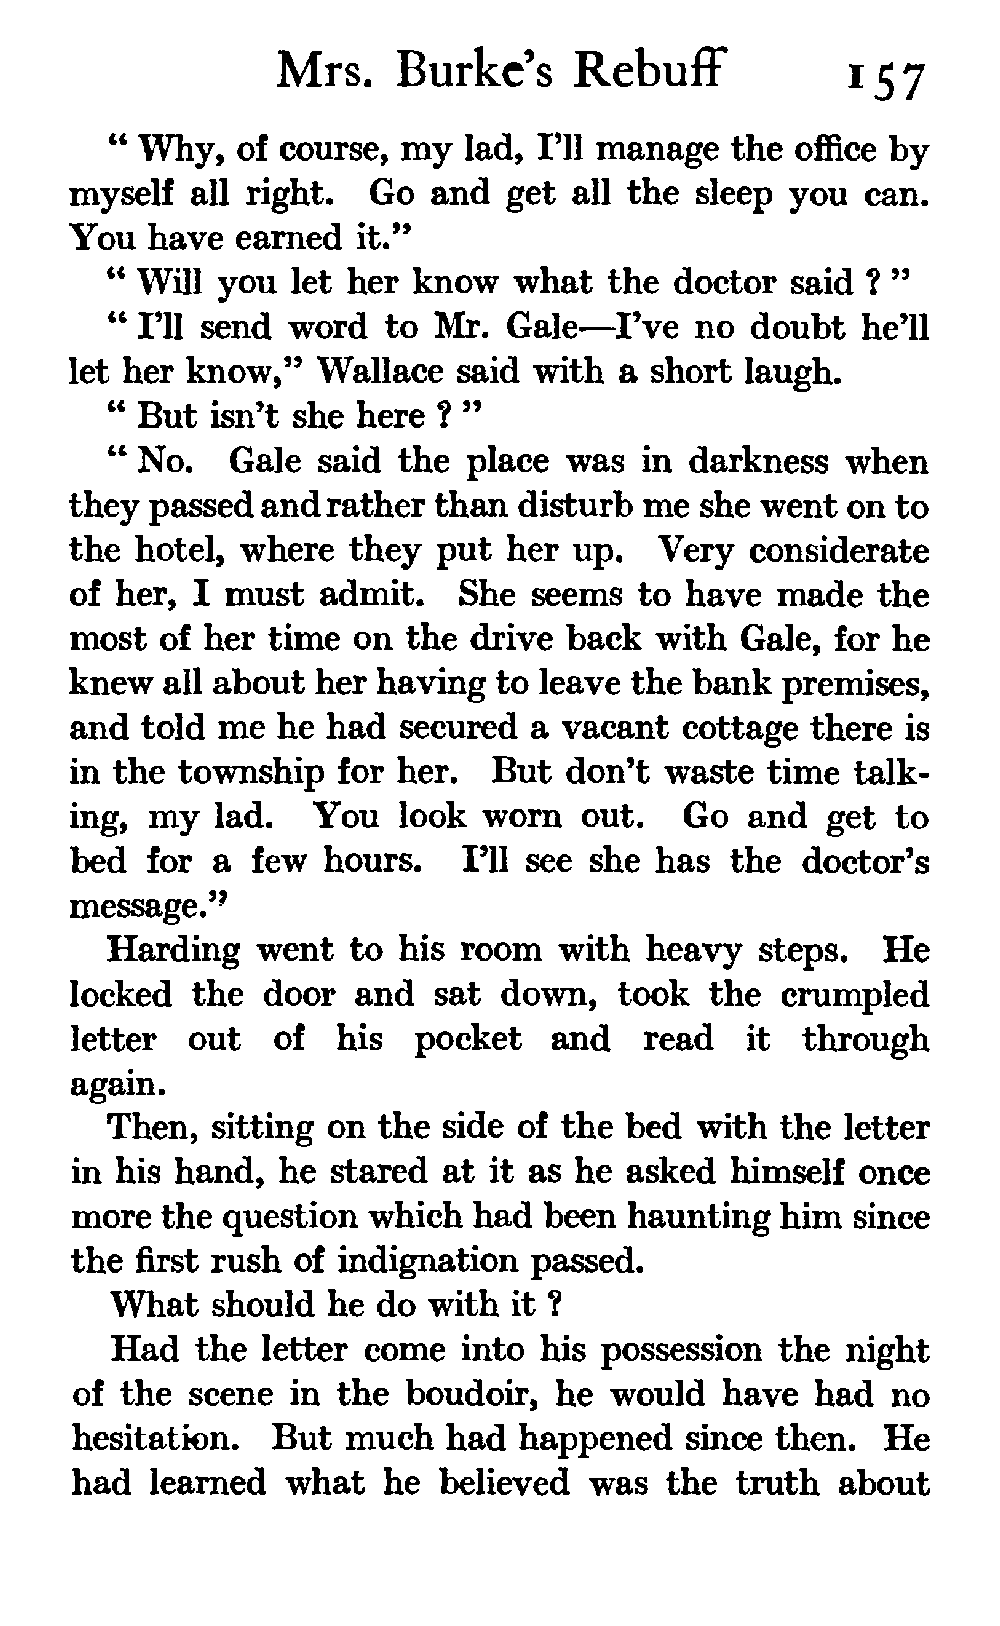 Mrs. Burke's Rebuff 157
" Why, of course, my lad, I'll manage the office by
myself all right. Go and get all the sleep you can.
You have earned it."
" Will you let her know what the doctor said ? "
" I'll send word to Mr. Gale—I've no doubt he'll
let her know," Wallace said with a short laugh.
" But isn't she here ? "
" No. Gale said the place was in darkness when
they passed and rather than disturb me she went on to
the hotel, where they put her up. Very considerate
of her, I must admit. She seems to have made the
most of her time on the drive back with Gale, for he
knew all about her having to leave the bank premises,
and told me he had secured a vacant cottage there is
in the township for her. But don't waste time talk-
ing, my lad. You look worn out. Go and get to
bed for a few hours. I'll see she has the doctor's
message."
Harding went to his room with heavy steps. He
locked the door and sat down, took the crumpled
letter out of his pocket and read it through
again.
Then, sitting on the side of the bed with the letter
in his hand, he stared at it as he asked himself once
more the question which had been haunting him since
the first rush of indignation passed.
What should he do with it ?
Had the letter come into his possession the night
of the scene in the boudoir, he would have had no
hesitation. But much had happened since then. He
had learned what he believed was the truth about